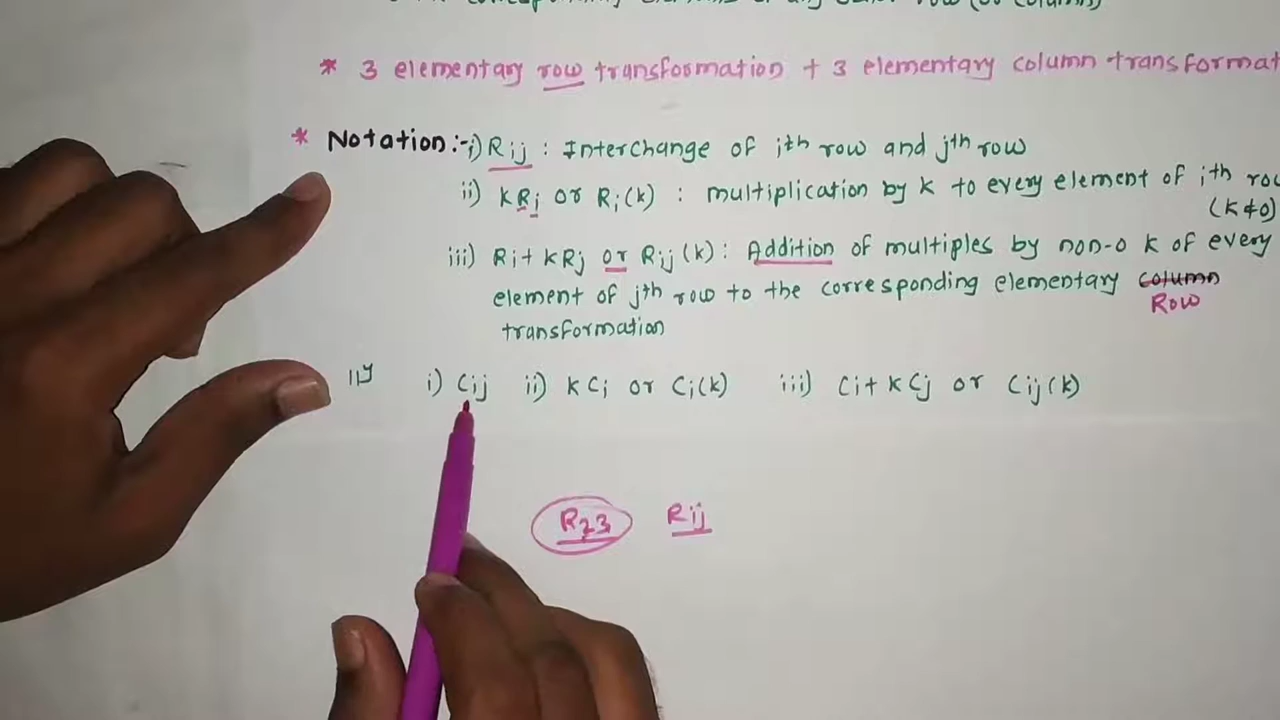 * 3 elementary row transformation + 3 elementary column transformat
* Notation :- i) Rij : Interchange of ith row and jth row
ii) kRi or Ri(k) : multiplication by k to every element of ith row
(k≠0)
iii) Ri+ kRj or Rij(k): Addition of multiples by non-0 k of every
element of jth row to the corresponding elementary column
Row
transformation
lly i) Cij ii) kCi or Ci(k) iii) Ci+ kCj or Cij(k)
R23 Rij